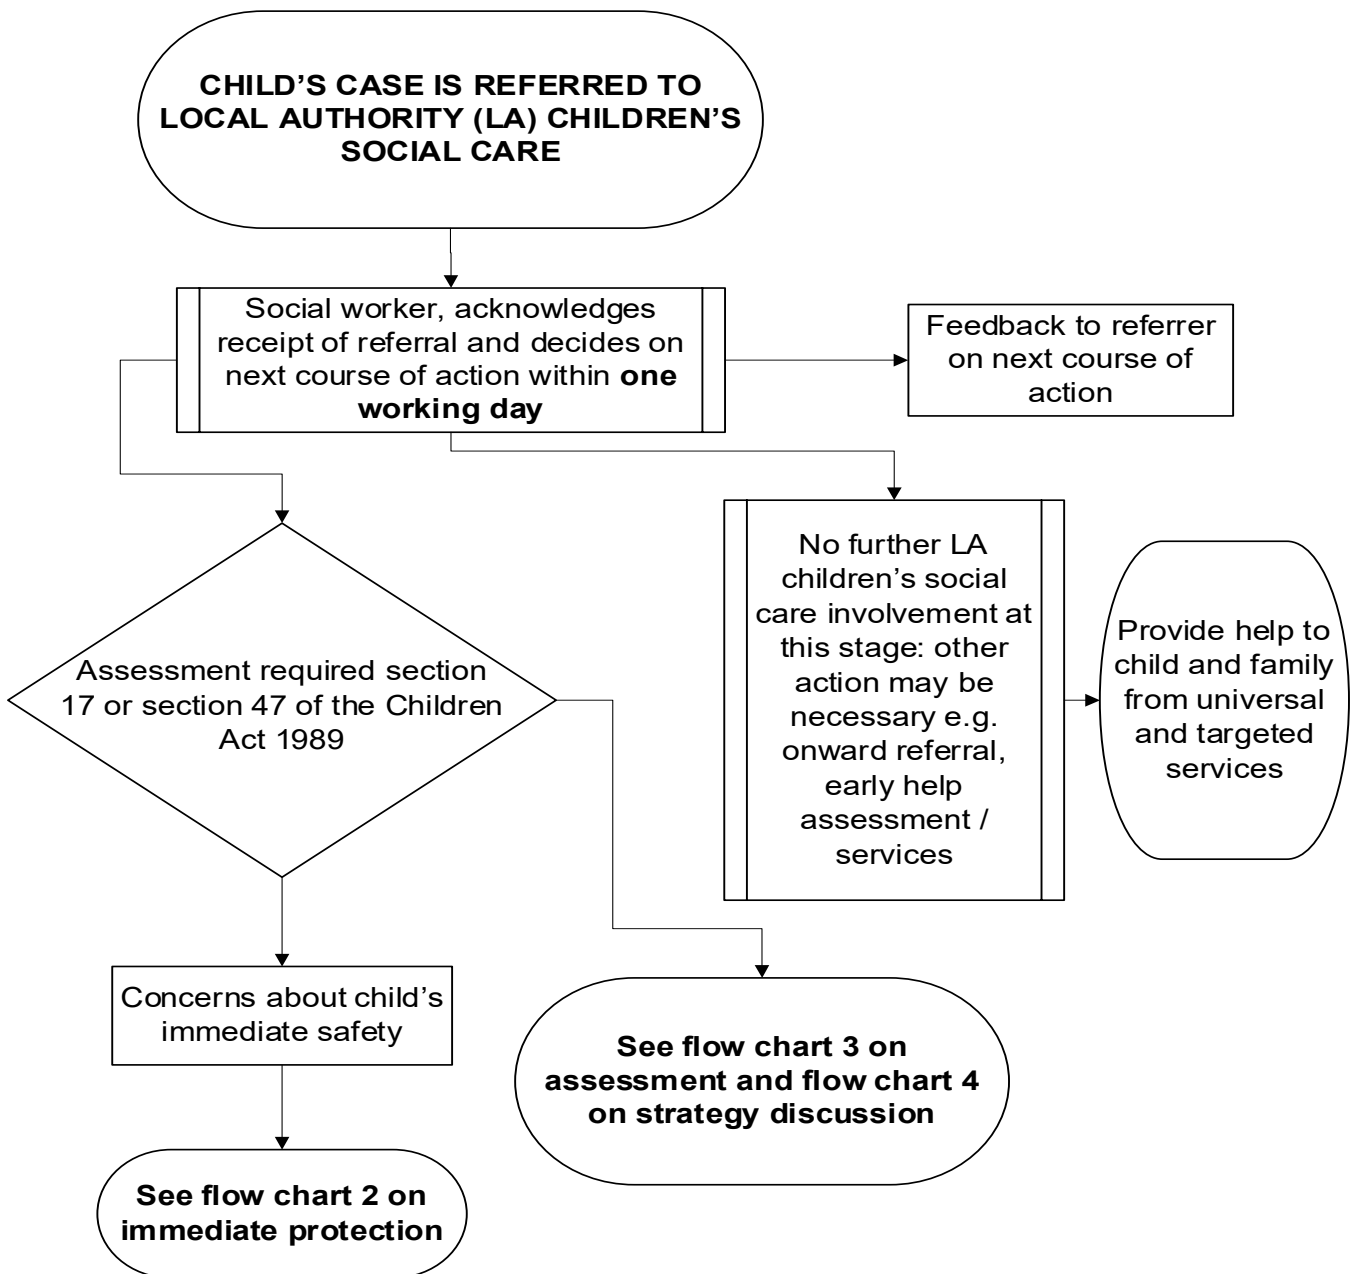 CHILD’S CASE IS REFERRED TO
LOCAL AUTHORITY (LA) CHILDREN’S
SOCIAL CARE
Social worker, acknowledges
receipt of referral and decides on
next course of action within one
working day
Feedback to referrer
on next course of
action
No further LA
children’s social
care involvement at
this stage: other
action may be
necessary e.g.
onward referral,
early help
assessment /
services
Provide help to
child and family
from universal
and targeted
services
Assessment required section
17 or section 47 of the Children
Act 1989
Concerns about child’s
immediate safety
See flow chart 3 on
assessment and flow chart 4
on strategy discussion
See flow chart 2 on
immediate protection